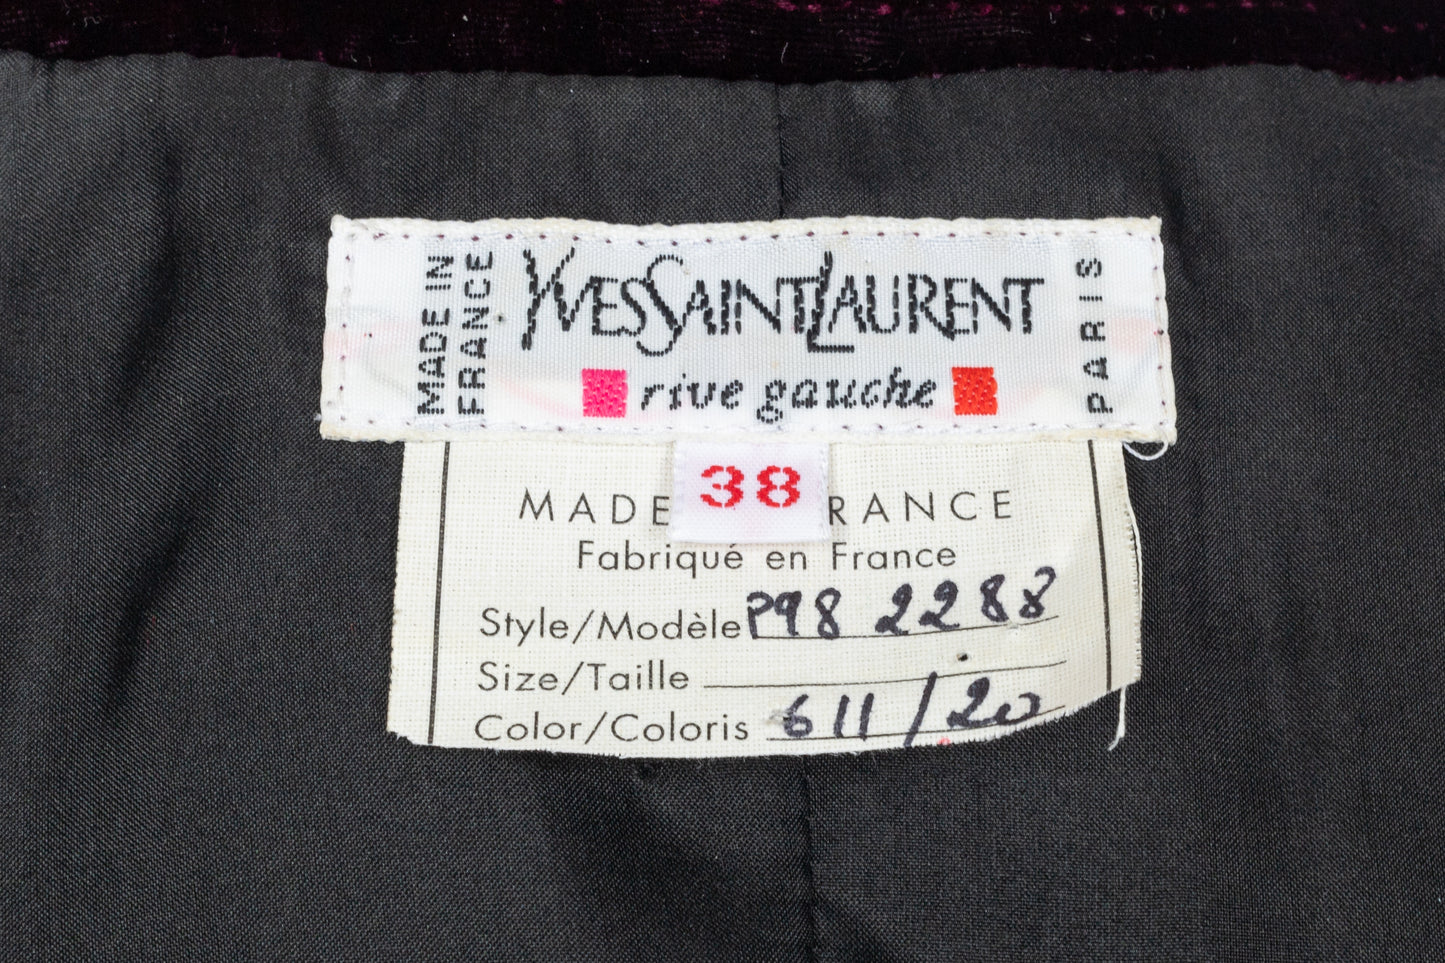 MADE IN
FRANCE
YVES SAINT LAURENT
rive gauche
PARIS
38
MADE RANCE
Fabriqué en France
Style/Modèle P98 2288
Size/Taille
Color/Coloris 611/20